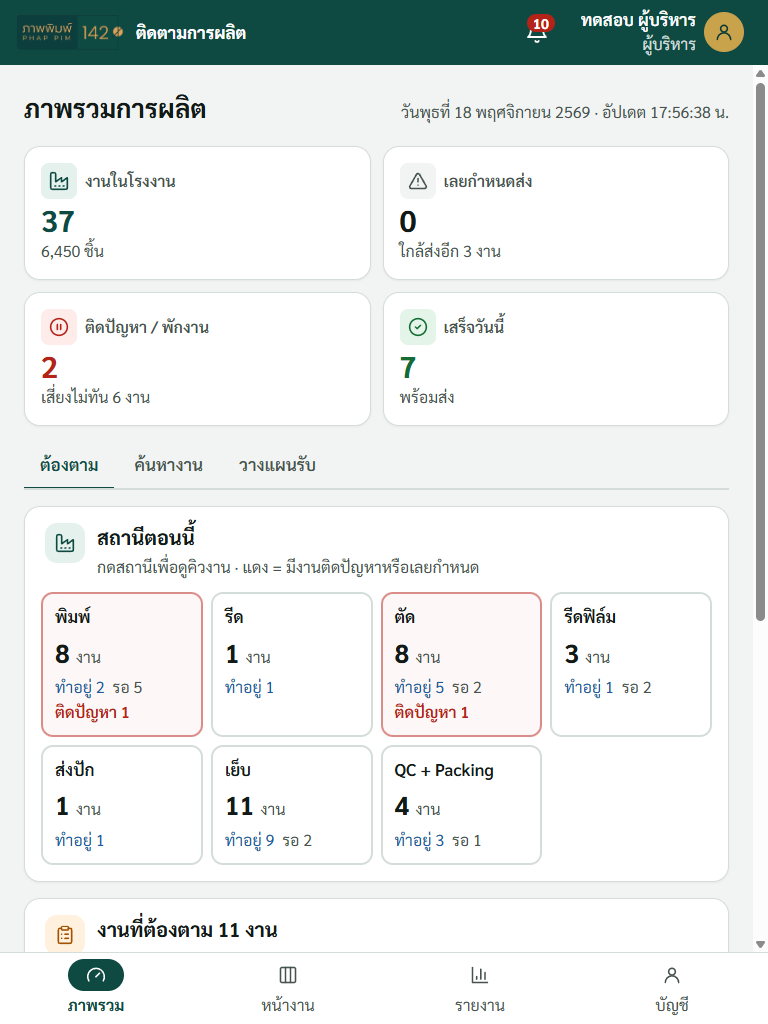 ภาพพิมพ์
PHAP PIM
142
ติดตามการผลิต
10
ทดสอบ ผู้บริหาร
ผู้บริหาร
ภาพรวมการผลิต
วันพุธที่ 18 พฤศจิกายน 2569 · อัปเดต 17:56:38 น.
งานในโรงงาน
37
6,450 ชิ้น
เลยกำหนดส่ง
0
ใกล้ส่งอีก 3 งาน
ติดปัญหา / พักงาน
2
เสี่ยงไม่ทัน 6 งาน
เสร็จวันนี้
7
พร้อมส่ง
ต้องตาม ค้นหางาน วางแผนรับ
สถานีตอนนี้
กดสถานีเพื่อดูคิวงาน · แดง = มีงานติดปัญหาหรือเลยกำหนด
พิมพ์
8 งาน
ทำอยู่ 2 รอ 5
ติดปัญหา 1
รีด
1 งาน
ทำอยู่ 1
ตัด
8 งาน
ทำอยู่ 5 รอ 2
ติดปัญหา 1
รีดฟิล์ม
3 งาน
ทำอยู่ 1 รอ 2
ส่งปัก
1 งาน
ทำอยู่ 1
เย็บ
11 งาน
ทำอยู่ 9 รอ 2
QC + Packing
4 งาน
ทำอยู่ 3 รอ 1
งานที่ต้องตาม 11 งาน
ภาพรวม หน้างาน รายงาน บัญชี